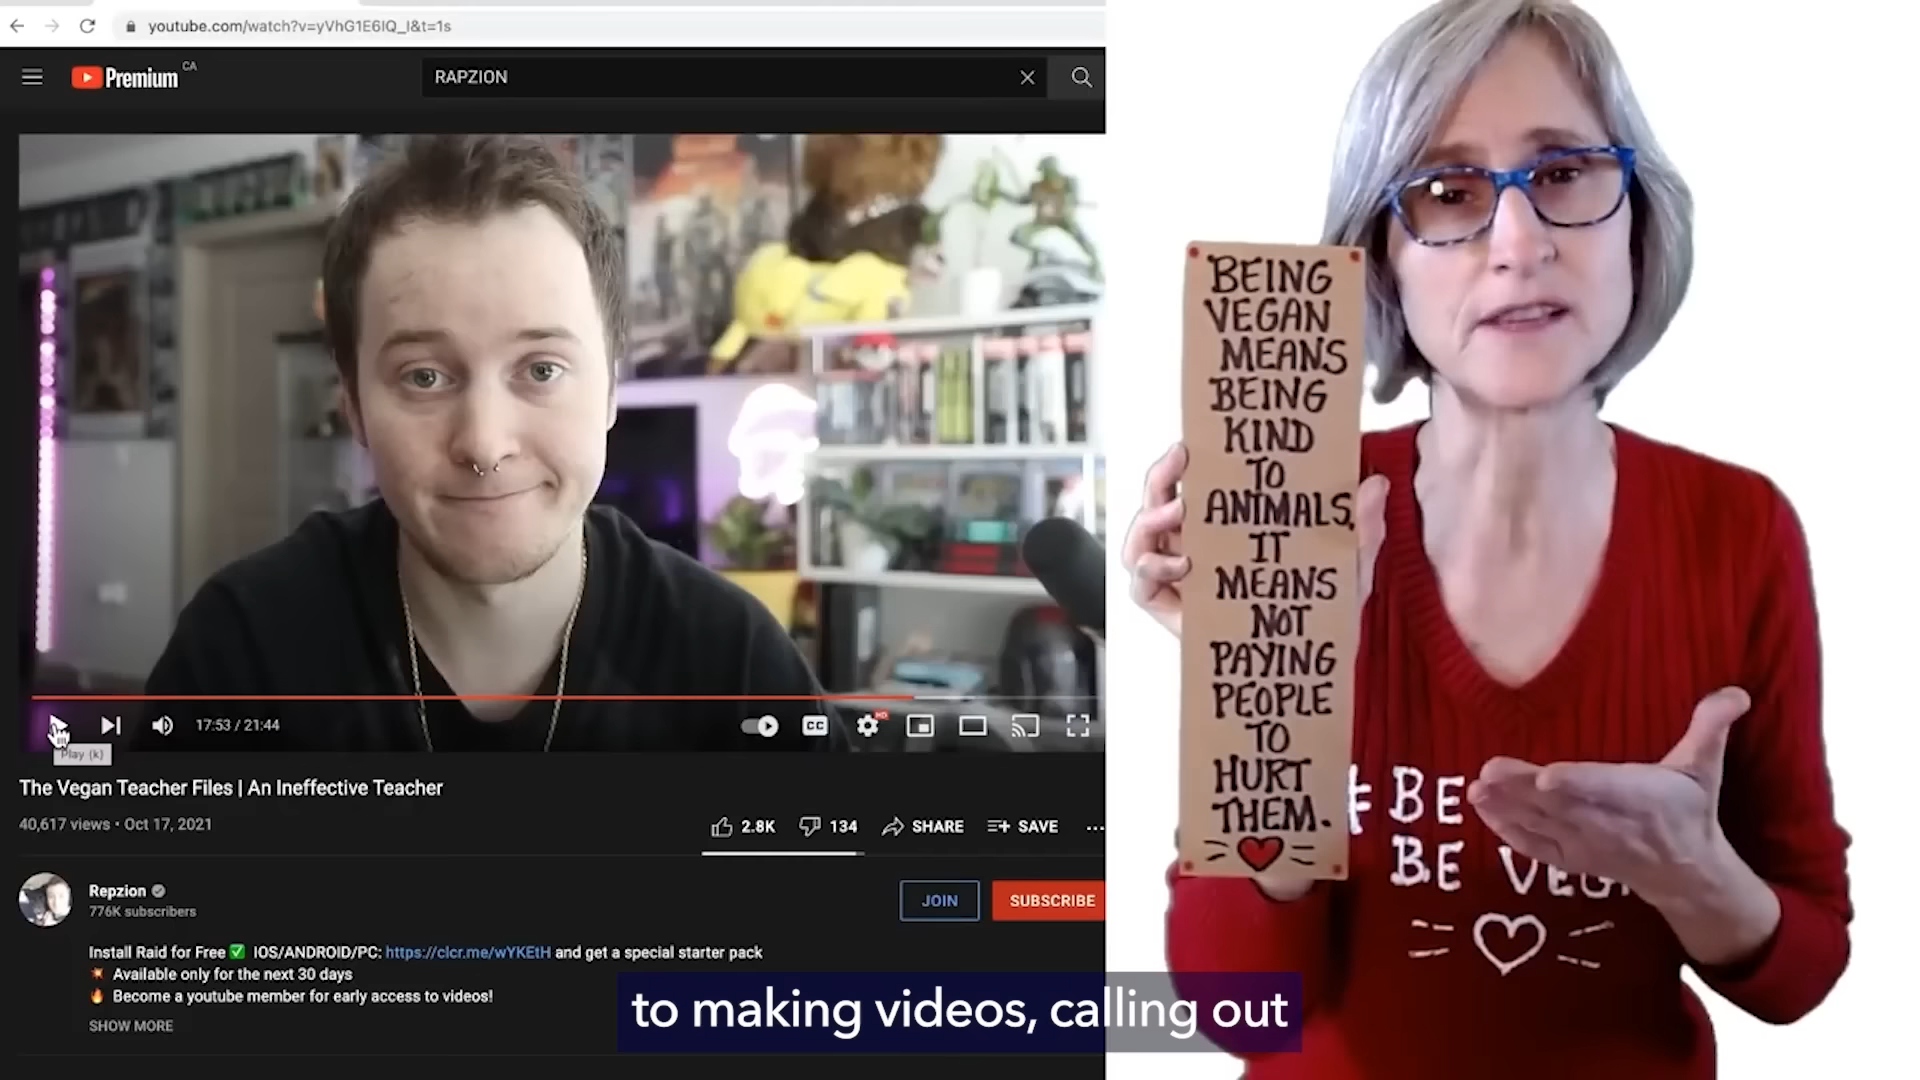 youtube.com/watch?v=yVhG1E6IQ_I&t=1s
Premium CA
RAPZION
17:53 / 21:44
CC
HD
Play (k)
The Vegan Teacher Files | An Ineffective Teacher
40,617 views • Oct 17, 2021
2.8K
134
SHARE
SAVE
Repzion
776K subscribers
JOIN
SUBSCRIBE
Install Raid for Free ✅ IOS/ANDROID/PC: https://clcr.me/wYKEtH and get a special starter pack
💥 Available only for the next 30 days
🔥 Become a youtube member for early access to videos!
SHOW MORE
BEING
VEGAN
MEANS
BEING
KIND
TO
ANIMALS,
IT
MEANS
NOT
PAYING
PEOPLE
TO
HURT
THEM.
# BE
BE VEG
to making videos, calling out